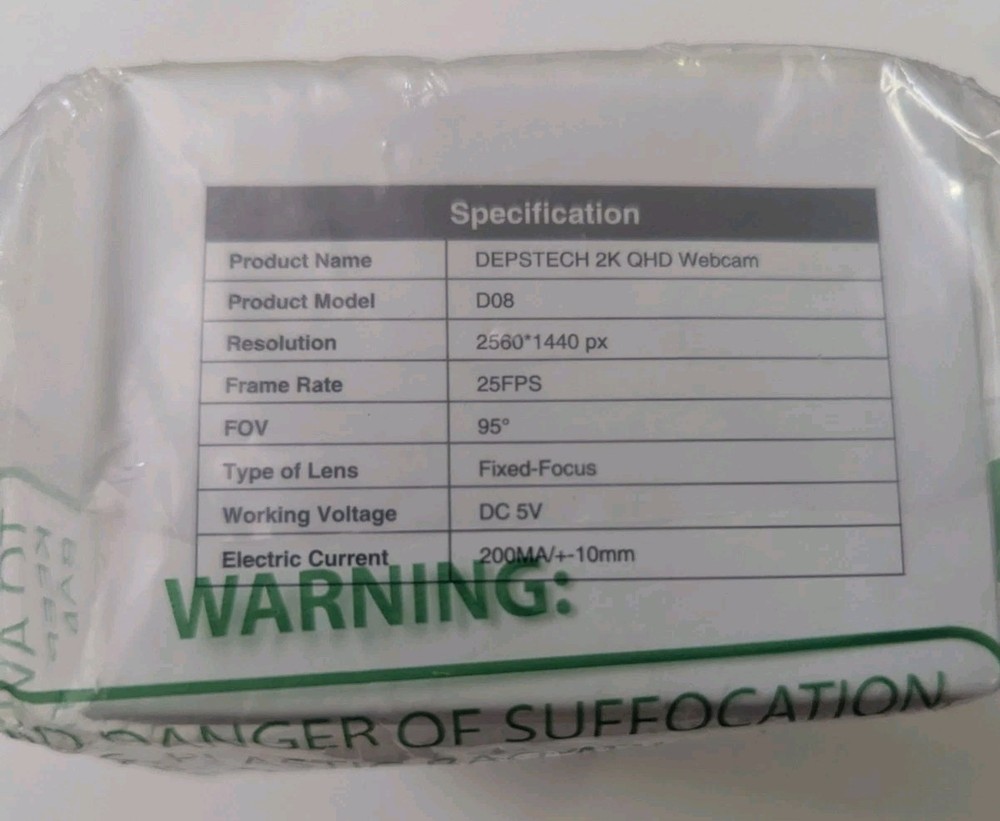 Specification
Product Name DEPSTECH 2K QHD Webcam
Product Model D08
Resolution 2560*1440 px
Frame Rate 25FPS
FOV 95°
Type of Lens Fixed-Focus
Working Voltage DC 5V
Electric Current 200MA/+-10mm
WARNING:
DANGER OF SUFFOCATION